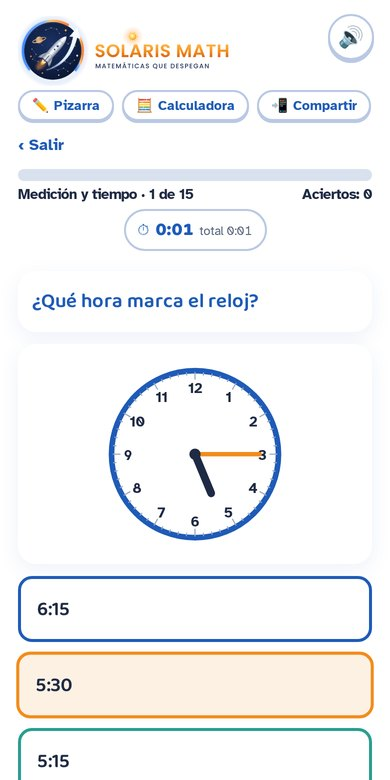 SOLARIS MATH
MATEMÁTICAS QUE DESPEGAN
Pizarra Calculadora Compartir
‹ Salir
Medición y tiempo · 1 de 15 Aciertos: 0
0:01 total 0:01
¿Qué hora marca el reloj?
12
11 1
10 2
9 3
8 4
7 5
6
6:15
5:30
5:15